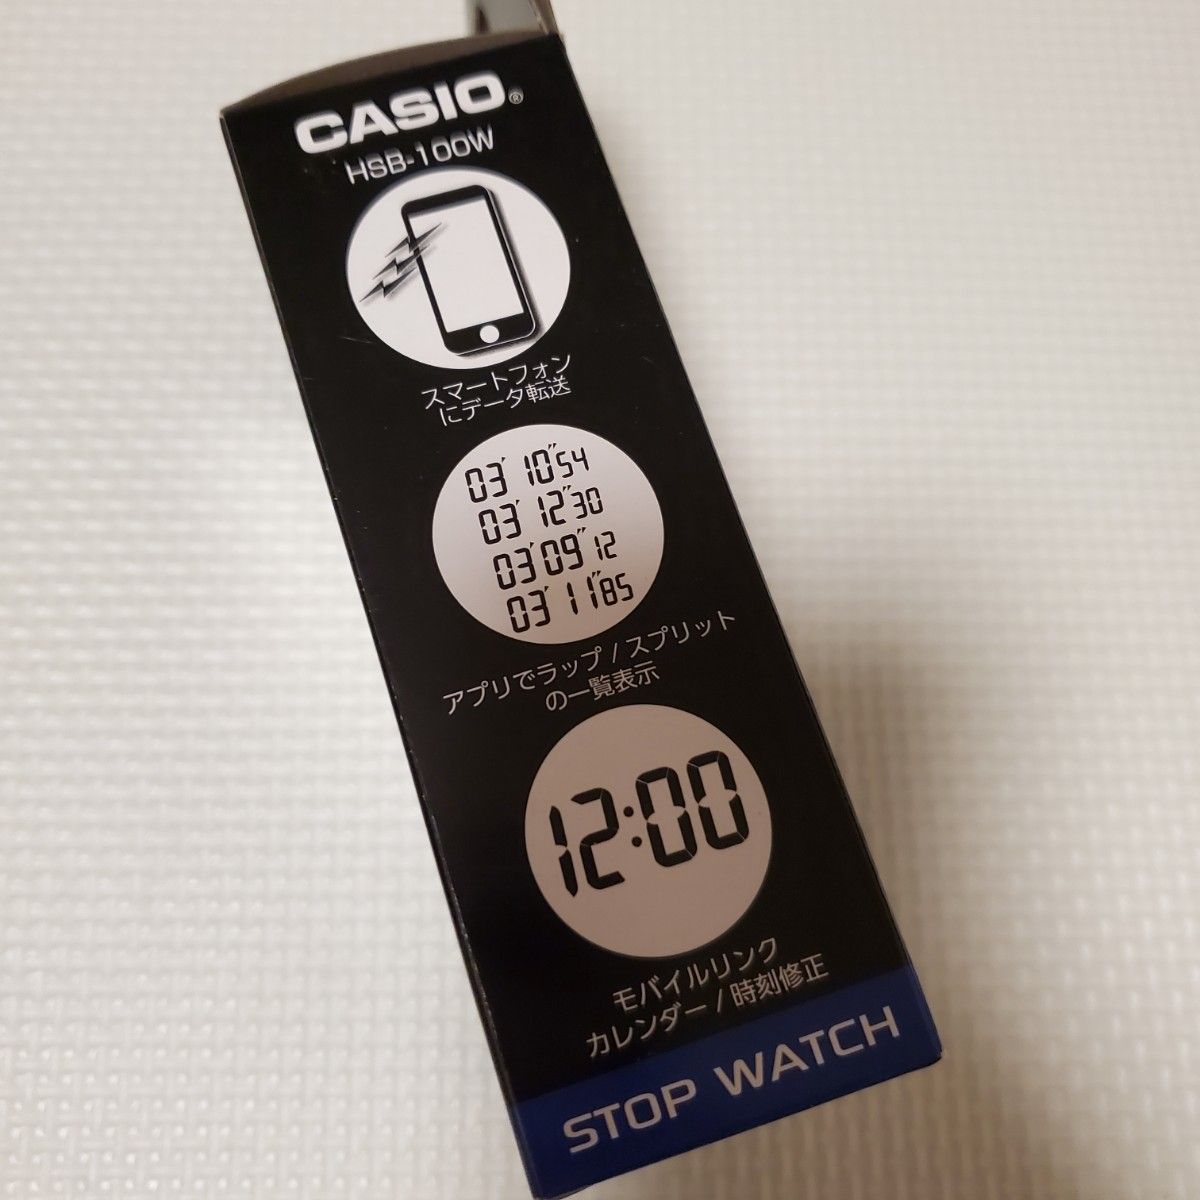 CASIO®
HSB-100W
スマートフォン
にデータ転送
03' 10"54
03' 12"30
03' 09"12
03' 11"85
アプリでラップ / スプリット
の一覧表示
12:00
モバイルリンク
カレンダー / 時刻修正
STOP WATCH